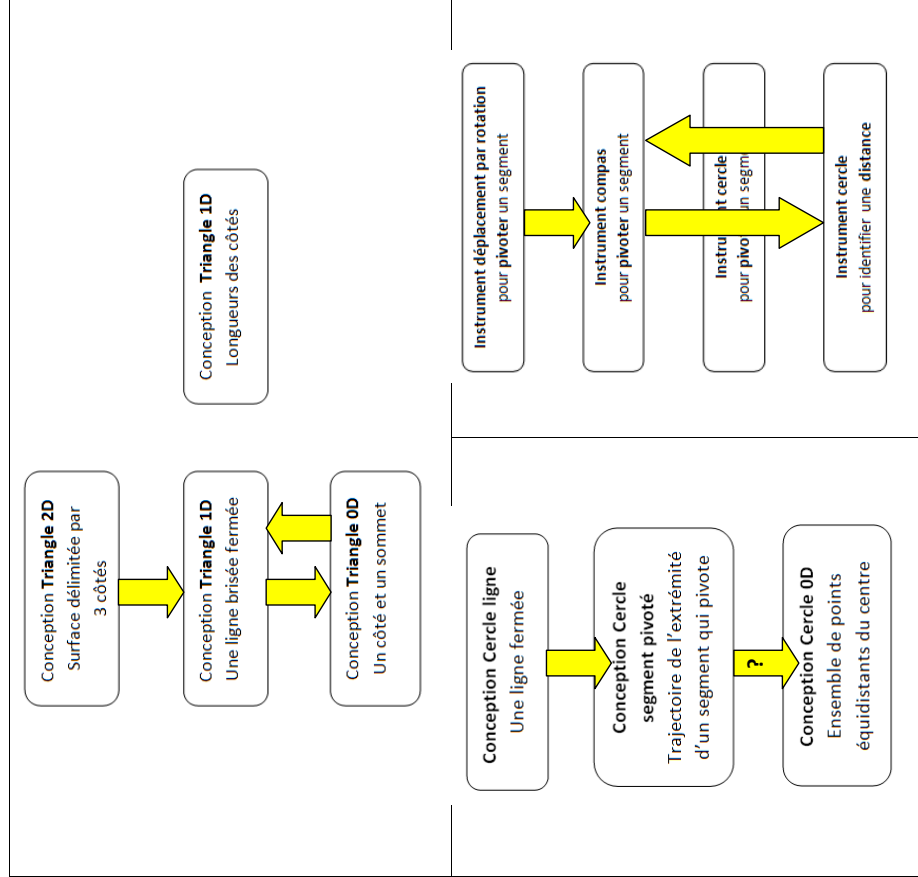 Conception Triangle 2D
Surface délimitée par
3 côtés
Conception Triangle 1D
Une ligne brisée fermée
Conception Triangle 0D
Un côté et un sommet
Conception Triangle 1D
Longueurs des côtés
Conception Cercle ligne
Une ligne fermée
Conception Cercle
segment pivoté
Trajectoire de l'extrémité
d'un segment qui pivote
?
Conception Cercle 0D
Ensemble de points
équidistants du centre
Instrument déplacement par rotation
pour pivoter un segment
Instrument compas
pour pivoter un segment
cercle
pour un
Instrument cercle
pour identifier une distance